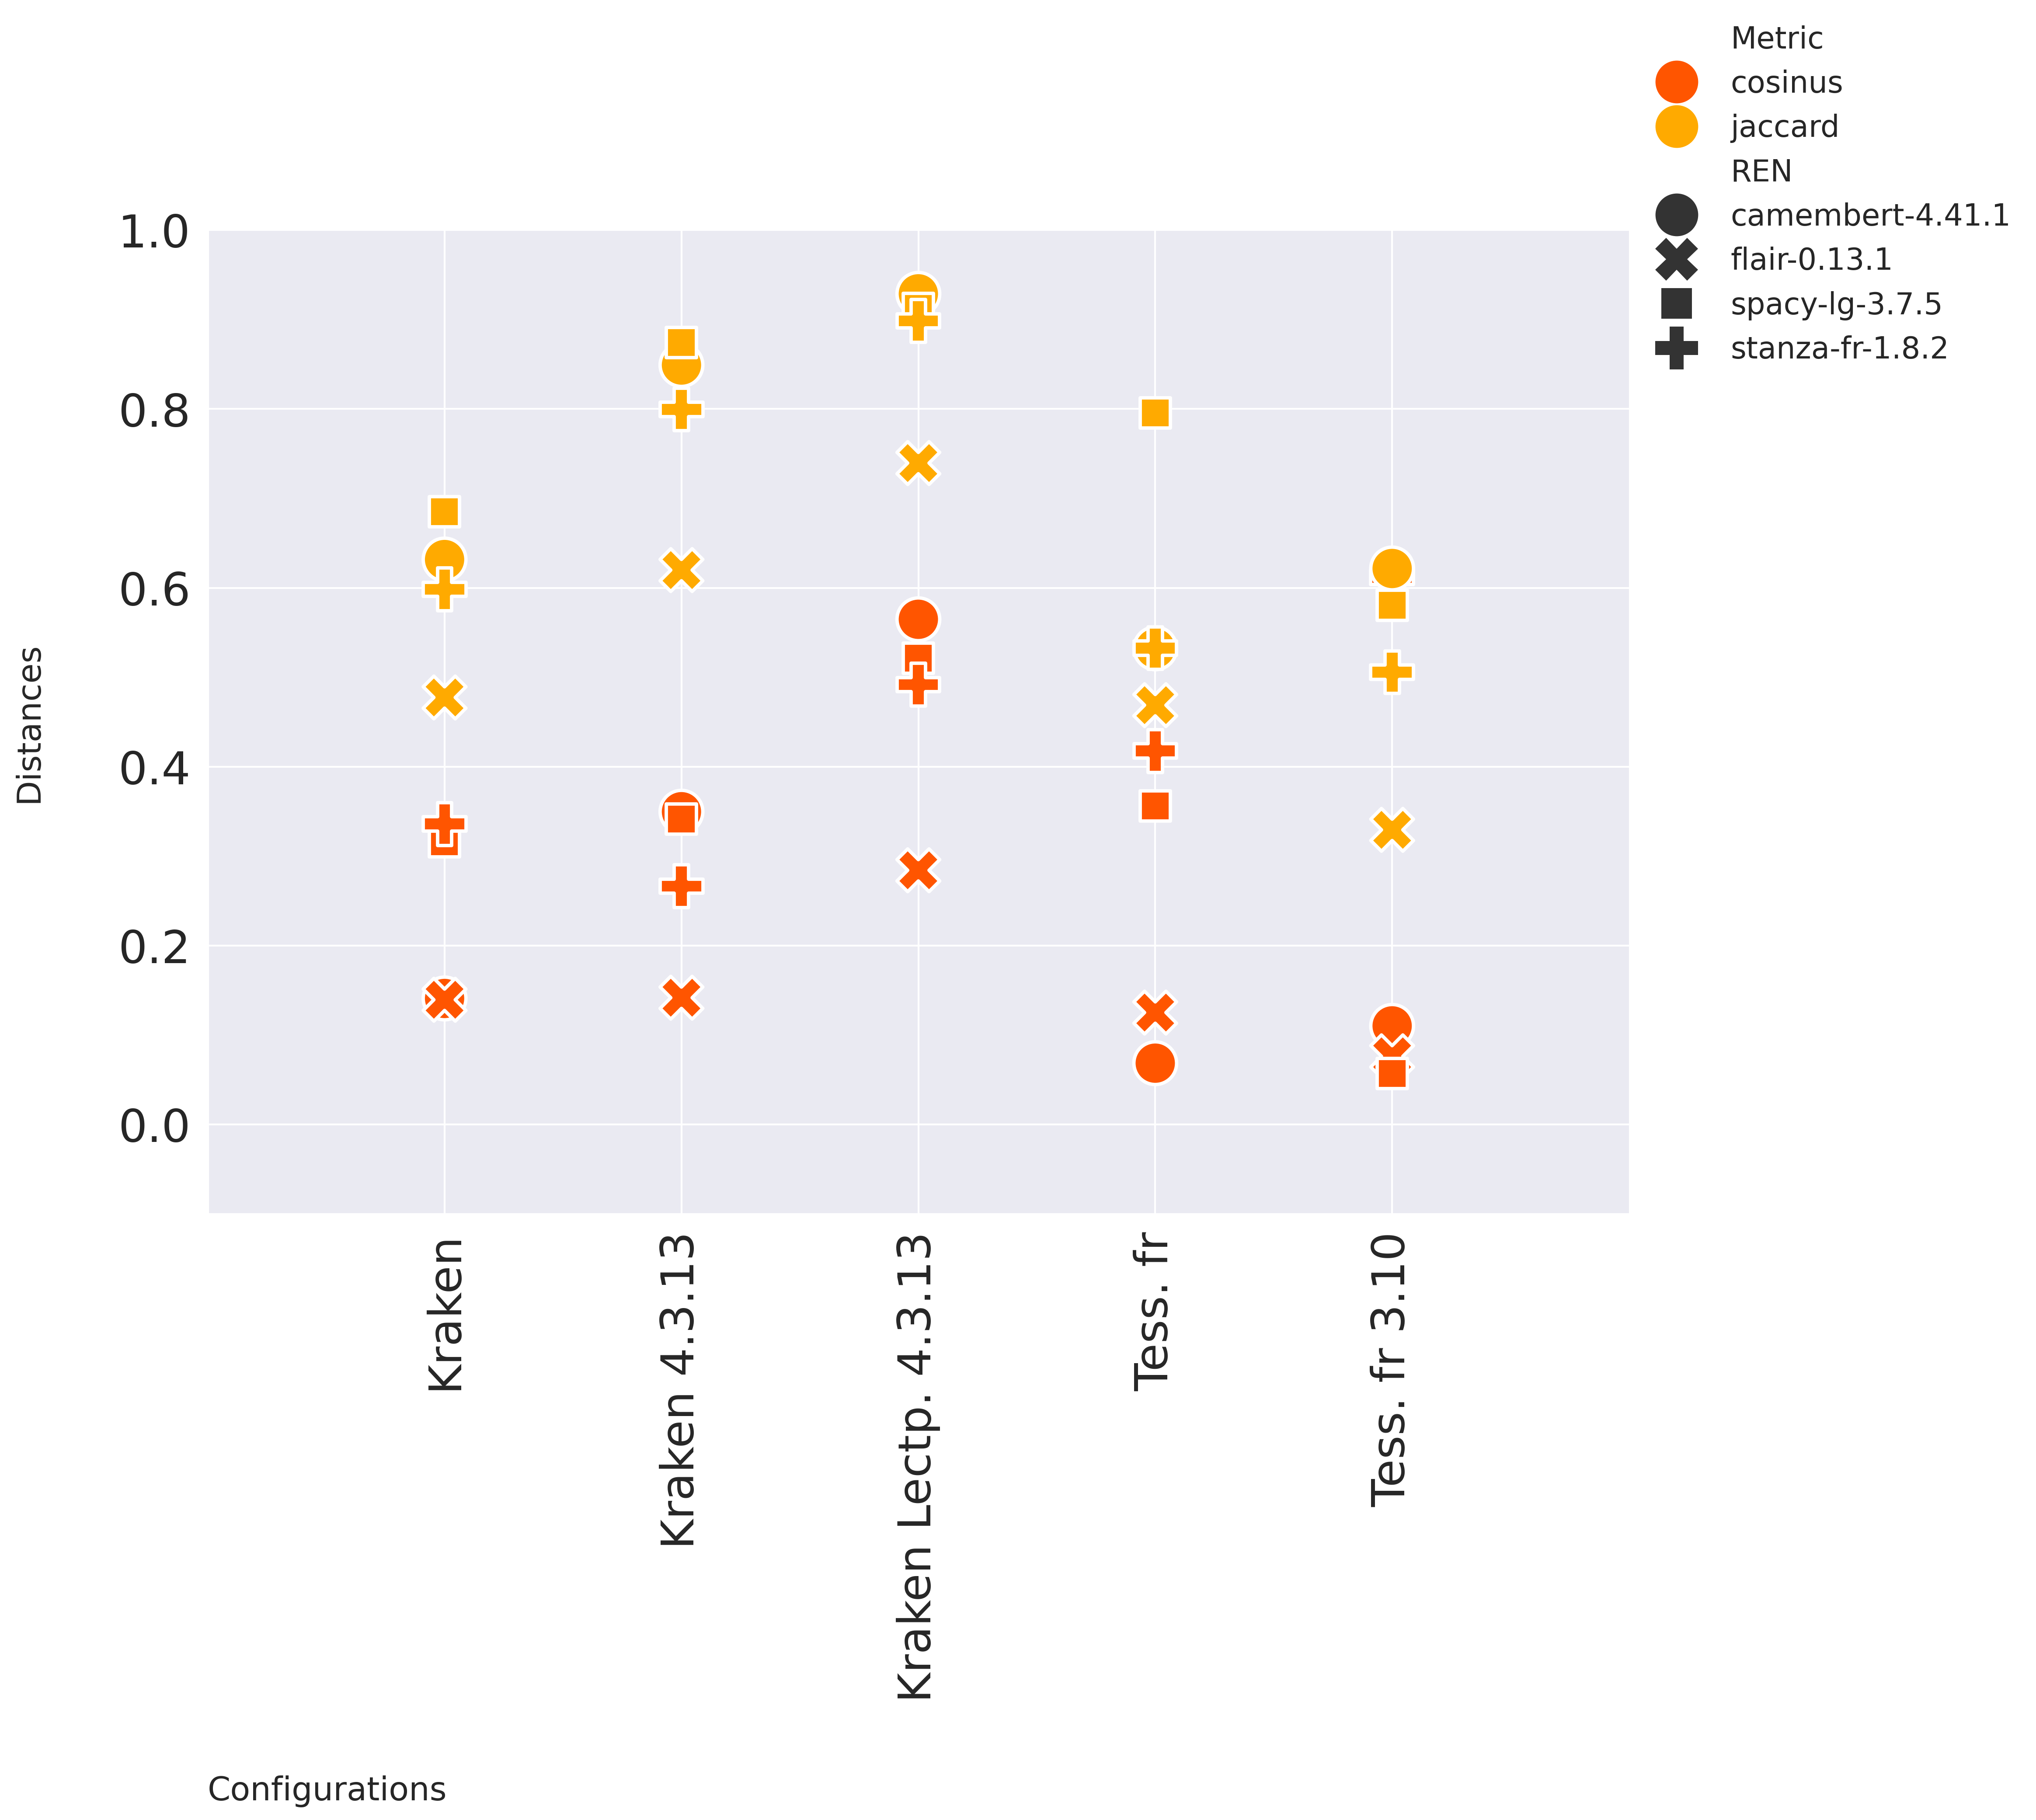 Metric
cosinus
jaccard
REN
camembert-4.41.1
flair-0.13.1
spacy-lg-3.7.5
stanza-fr-1.8.2
1.0
0.8
0.6
0.4
0.2
0.0
Distances
Kraken
Kraken 4.3.13
Kraken Lectp. 4.3.13
Tess. fr
Tess. fr 3.10
Configurations